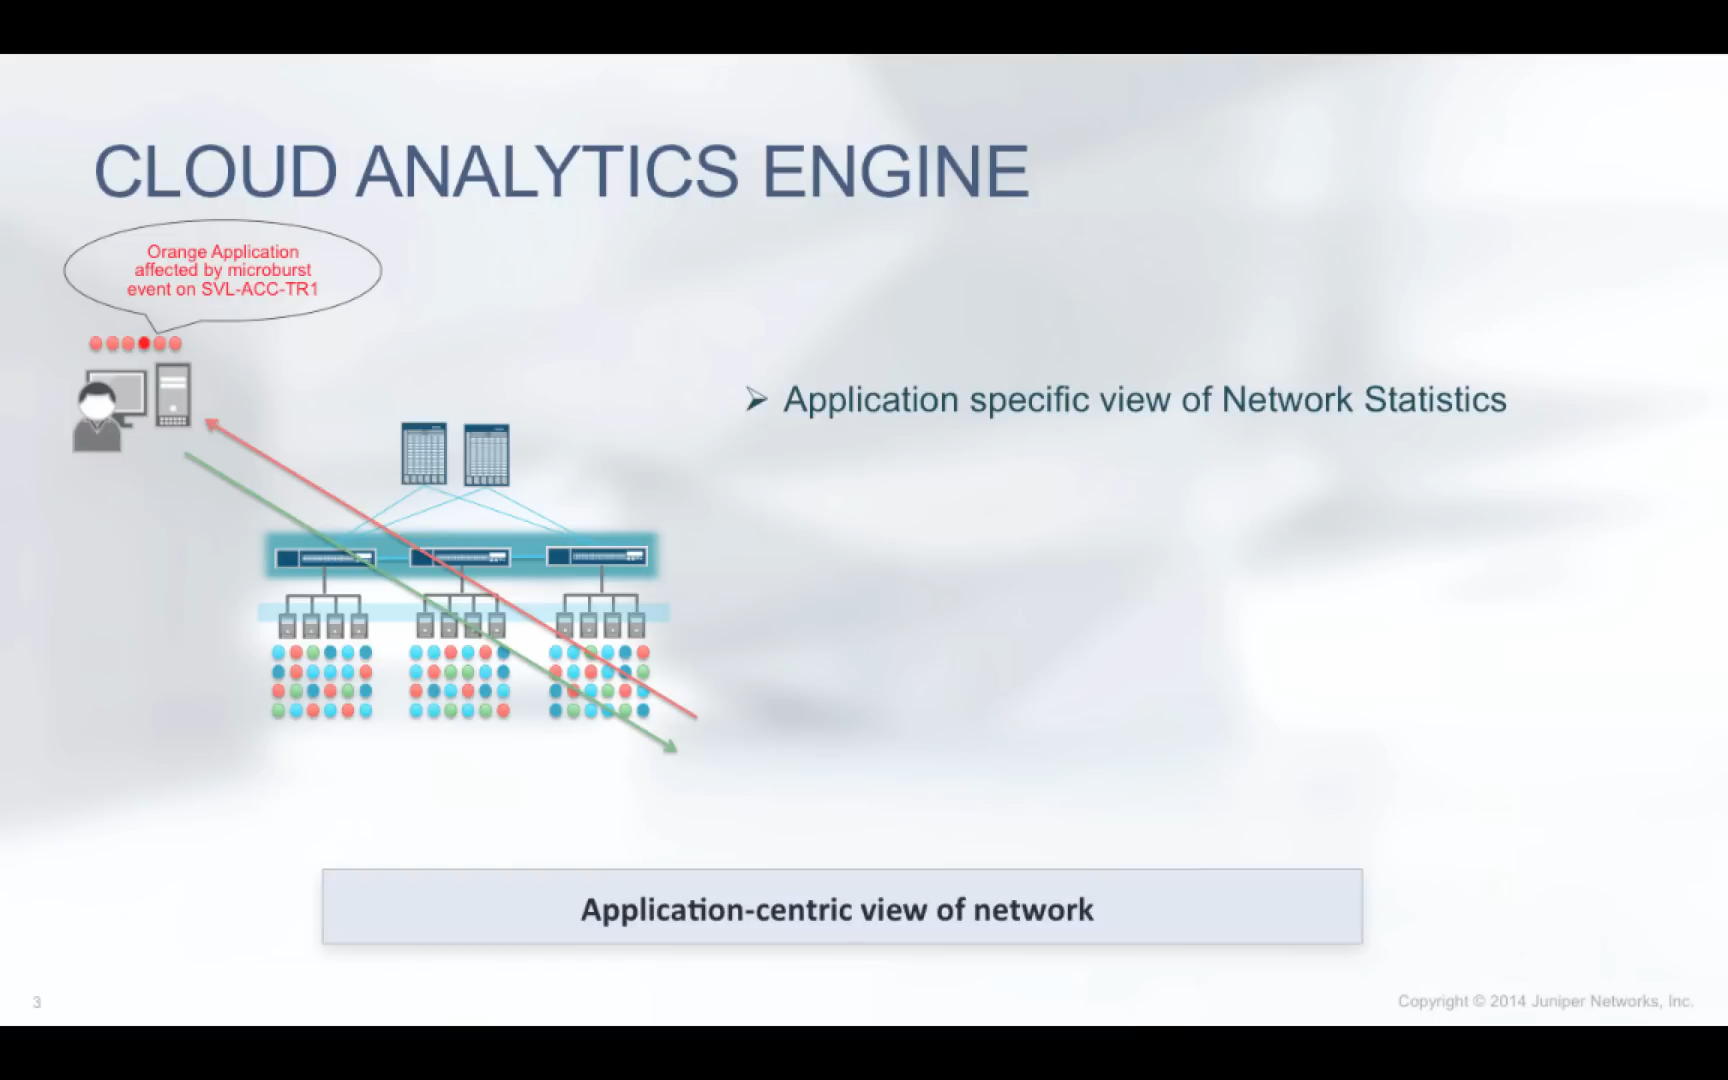 CLOUD ANALYTICS ENGINE
Orange Application
affected by microburst
event on SVL-ACC-TR1
Application specific view of Network Statistics
Application-centric view of network
3
Copyright © 2014 Juniper Networks, Inc.